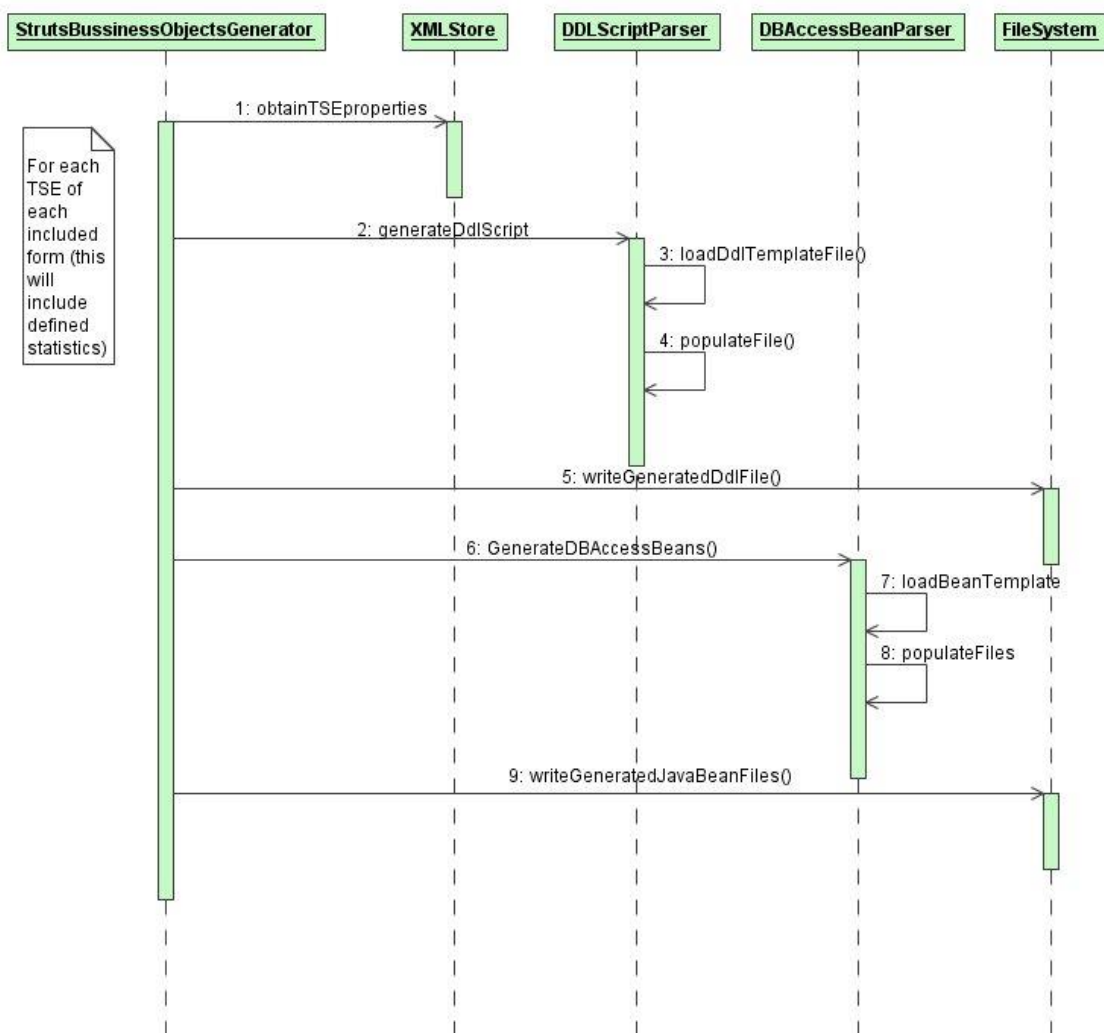 StrutsBussinessObjectsGenerator
XMLStore
DDLScriptParser
DBAccessBeanParser
FileSystem
1: obtainTSEproperties
For each
TSE of
each
included
form (this
will
include
defined
statistics)
2: generateDdlScript
3: loadDdlTemplateFile()
4: populateFile()
5: writeGeneratedDdlFile()
6: GenerateDBAccessBeans()
7: loadBeanTemplate
8: populateFiles
9: writeGeneratedJavaBeanFiles()